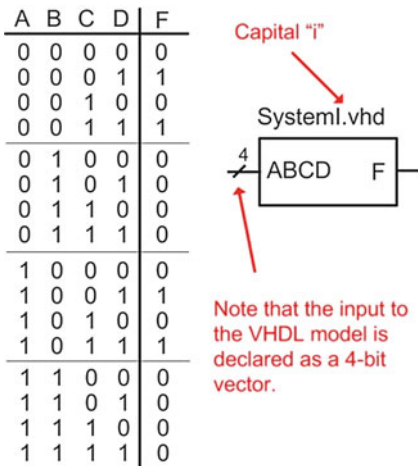 A B C D F
0 0 0 0 0
0 0 0 1 1
0 0 1 0 0
0 0 1 1 1
0 1 0 0 0
0 1 0 1 0
0 1 1 0 0
0 1 1 1 0
1 0 0 0 0
1 0 0 1 1
1 0 1 0 0
1 0 1 1 1
1 1 0 0 0
1 1 0 1 0
1 1 1 0 0
1 1 1 1 0
Capital “i”
SystemI.vhd
4
ABCD F
Note that the input to
the VHDL model is
declared as a 4-bit
vector.